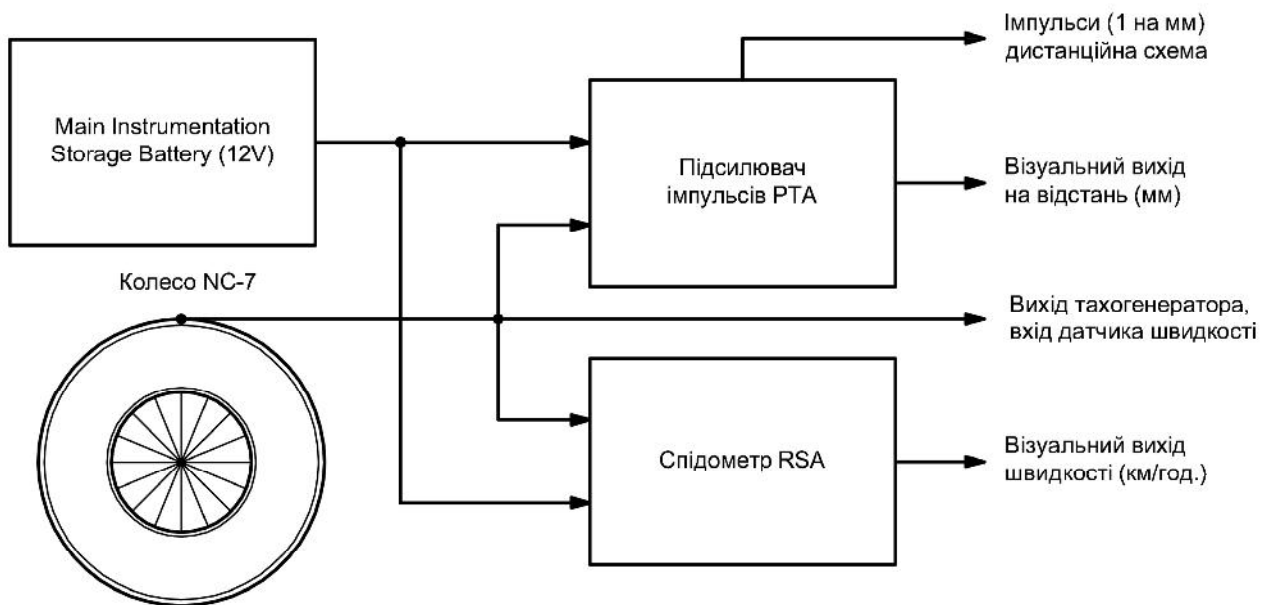 Імпульси (1 на мм)
дистанційна схема
Main Instrumentation
Storage Battery (12V)
Підсилювач
імпульсів PTA
Візуальний вихід
на відстань (мм)
Колесо NC-7
Вихід тахогенератора,
вхід датчика швидкості
Спідометр RSA
Візуальний вихід
швидкості (км/год.)